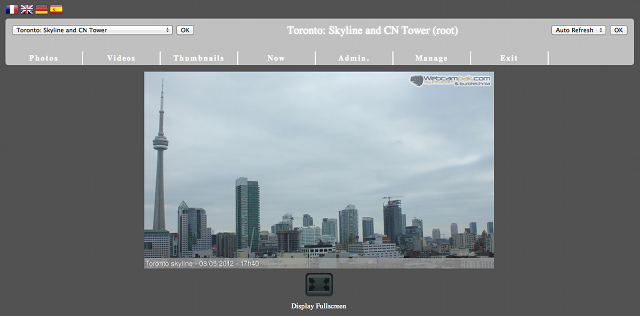 Toronto: Skyline and CN Tower OK
Toronto: Skyline and CN Tower (root)
Auto Refresh OK
Photos Videos Thumbnails Now Admin. Manage Exit
Webcampak.com
Toronto skyline - 08/05/2012 - 17h40
Display Fullscreen